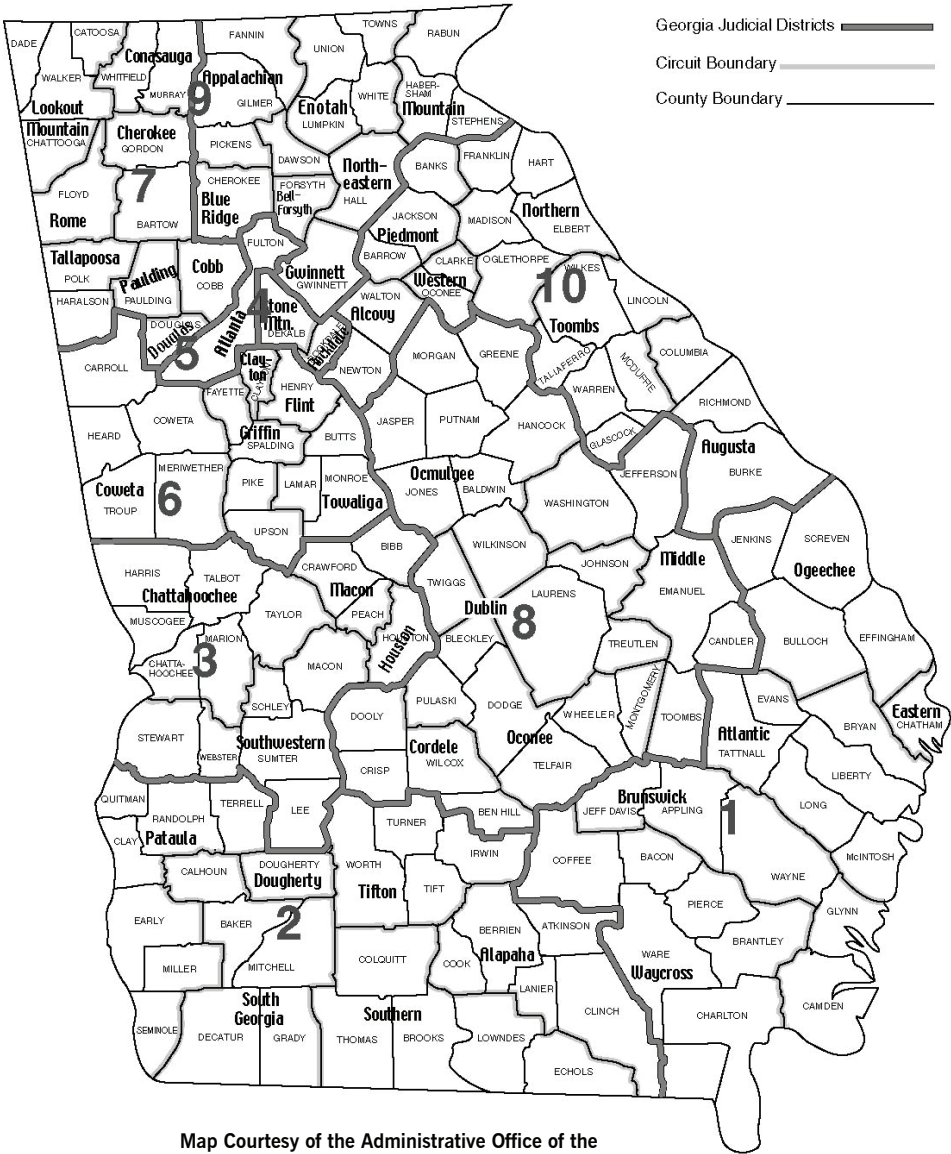 Georgia Judicial Districts
Circuit Boundary
County Boundary
DADE
CATOOSA
WALKER
WHITFIELD
Conasauga
MURRAY
Lookout
Mountain
CHATTOOGA
FANNIN
Appalachian
GILMER
9
UNION
TOWNS
RABUN
Enotah
LUMPKIN
WHITE
HABER-
SHAM
Mountain
STEPHENS
Cherokee
GORDON
PICKENS
DAWSON
North-
eastern
HALL
BANKS
FRANKLIN
HART
7
FLOYD
Rome
BARTOW
CHEROKEE
Blue
Ridge
FORSYTH
Bell-
Forsyth
JACKSON
Piedmont
BARROW
MADISON
Northern
ELBERT
Tallapoosa
POLK
HARALSON
Paulding
PAULDING
Cobb
COBB
FULTON
Gwinnett
GWINNETT
CLARKE
Western
OCONEE
OGLETHORPE
WILKES
10
Toombs
LINCOLN
DOUGLAS
Douglas
5
Atlanta
4
Stone
Mtn.
DEKALB
Rockdale
WALTON
Alcovy
NEWTON
MORGAN
GREENE
TALIAFERRO
WARREN
MCDUFFIE
COLUMBIA
RICHMOND
CARROLL
Clay-
ton
FAYETTE
HENRY
Flint
COWETA
HEARD
Griffin
SPALDING
BUTTS
JASPER
PUTNAM
HANCOCK
GLASCOCK
JEFFERSON
Augusta
BURKE
Coweta
TROUP
MERIWETHER
6
PIKE
LAMAR
MONROE
Towaliga
UPSON
Ocmulgee
JONES
BALDWIN
WASHINGTON
HARRIS
TALBOT
Chattahoochee
MUSCOGEE
MARION
CHATTA-
HOOCHEE
3
TAYLOR
CRAWFORD
BIBB
Macon
PEACH
HOUSTON
Houstan
MACON
SCHLEY
TWIGGS
WILKINSON
Dublin
BLECKLEY
8
LAURENS
JOHNSON
Middle
EMANUEL
TREUTLEN
CANDLER
JENKINS
SCREVEN
Ogeechee
BULLOCH
EFFINGHAM
STEWART
WEBSTER
Southwestern
SUMTER
DOOLY
PULASKI
DODGE
WHEELER
MONTGOMERY
TOOMBS
Atlantic
TATTNALL
EVANS
BRYAN
Eastern
CHATHAM
CRISP
Cordele
WILCOX
Oconee
TELFAIR
LIBERTY
QUITMAN
RANDOLPH
TERRELL
LEE
CLAY
Pataula
TURNER
BEN HILL
Brunswick
JEFF DAVIS
APPLING
1
LONG
McINTOSH
CALHOUN
DOUGHERTY
Dougherty
WORTH
Tifton
TIFT
IRWIN
COFFEE
BACON
WAYNE
EARLY
BAKER
2
MITCHELL
MILLER
COLQUITT
COOK
BERRIEN
Alapaha
LANIER
ATKINSON
PIERCE
WARE
Waycross
BRANTLEY
GLYNN
SEMINOLE
South
Georgia
DECATUR
GRADY
Southern
THOMAS
BROOKS
LOWNDES
CLINCH
ECHOLS
CHARLTON
CAMDEN
Map Courtesy of the Administrative Office of the